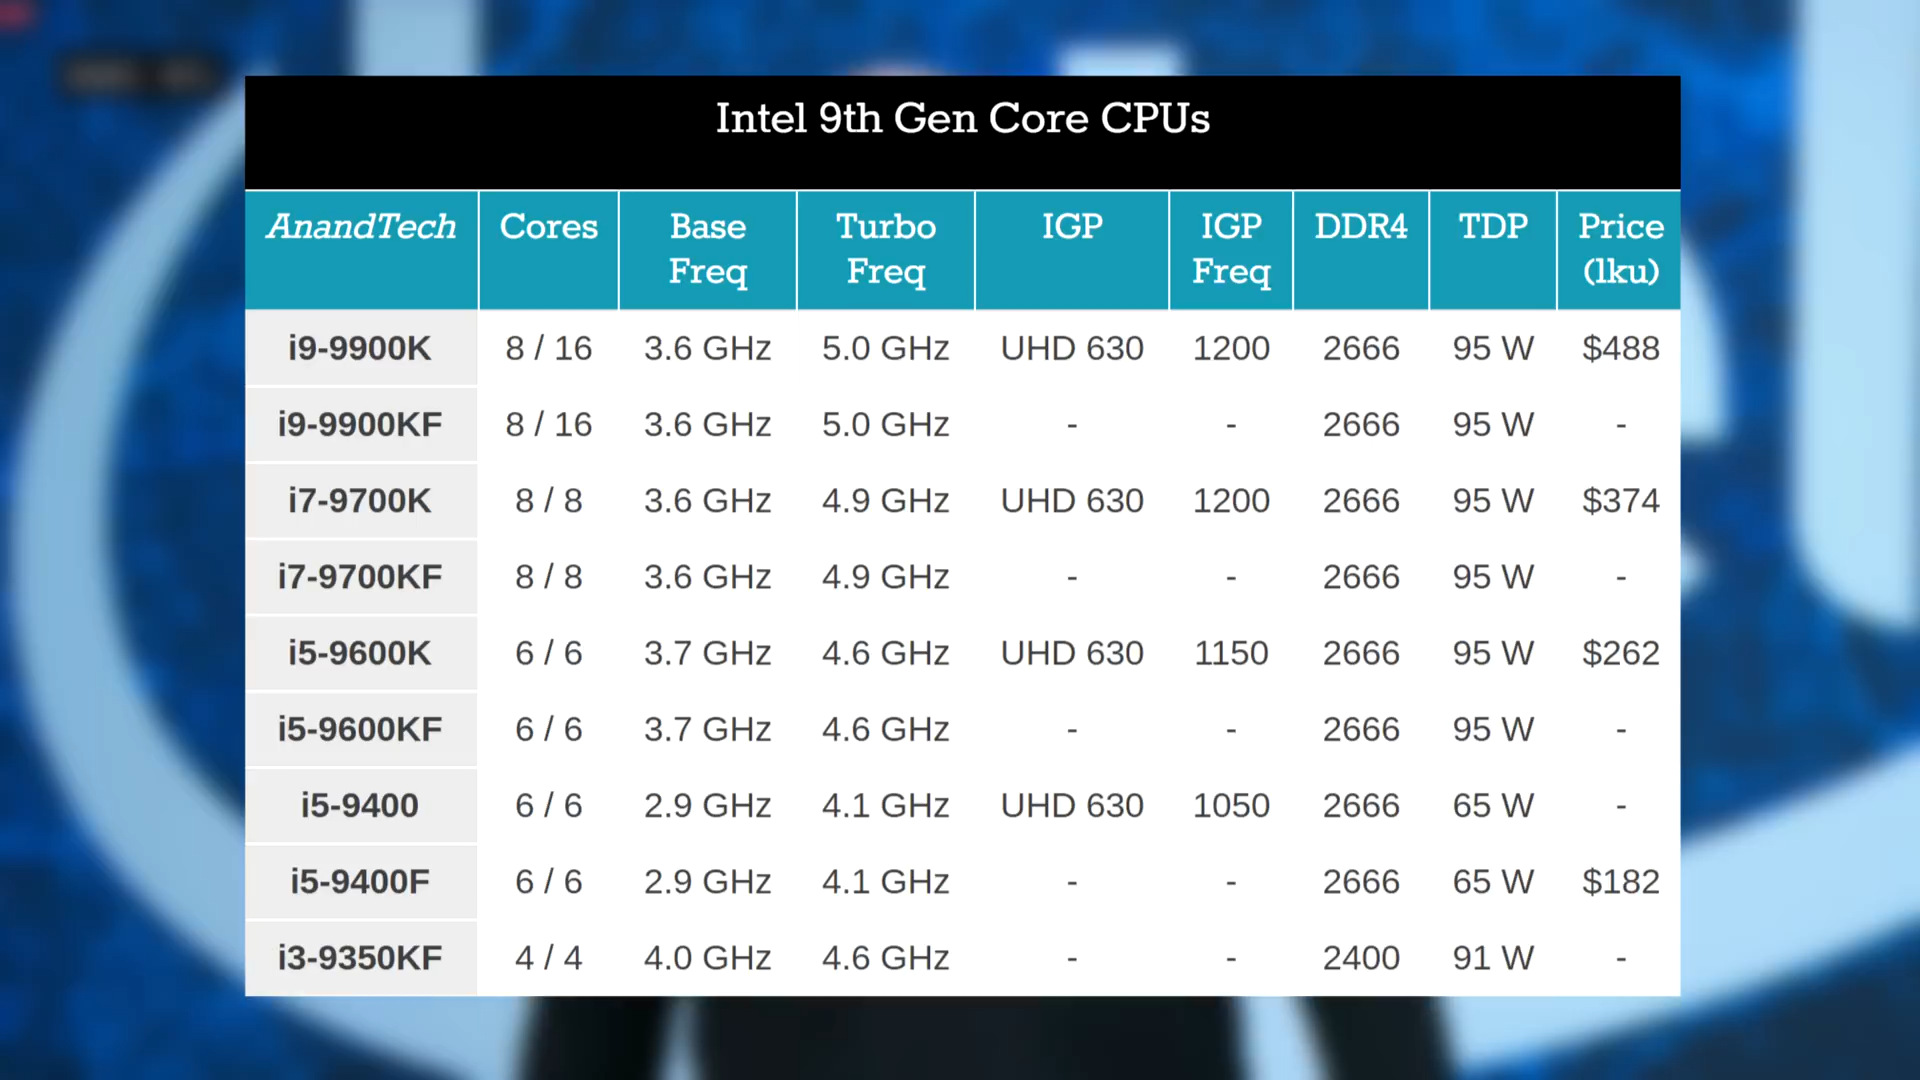 Intel 9th Gen Core CPUs
AnandTech Cores Base Freq Turbo Freq IGP IGP Freq DDR4 TDP Price (1ku)
i9-9900K 8 / 16 3.6 GHz 5.0 GHz UHD 630 1200 2666 95 W $488
i9-9900KF 8 / 16 3.6 GHz 5.0 GHz - - 2666 95 W -
i7-9700K 8 / 8 3.6 GHz 4.9 GHz UHD 630 1200 2666 95 W $374
i7-9700KF 8 / 8 3.6 GHz 4.9 GHz - - 2666 95 W -
i5-9600K 6 / 6 3.7 GHz 4.6 GHz UHD 630 1150 2666 95 W $262
i5-9600KF 6 / 6 3.7 GHz 4.6 GHz - - 2666 95 W -
i5-9400 6 / 6 2.9 GHz 4.1 GHz UHD 630 1050 2666 65 W -
i5-9400F 6 / 6 2.9 GHz 4.1 GHz - - 2666 65 W $182
i3-9350KF 4 / 4 4.0 GHz 4.6 GHz - - 2400 91 W -